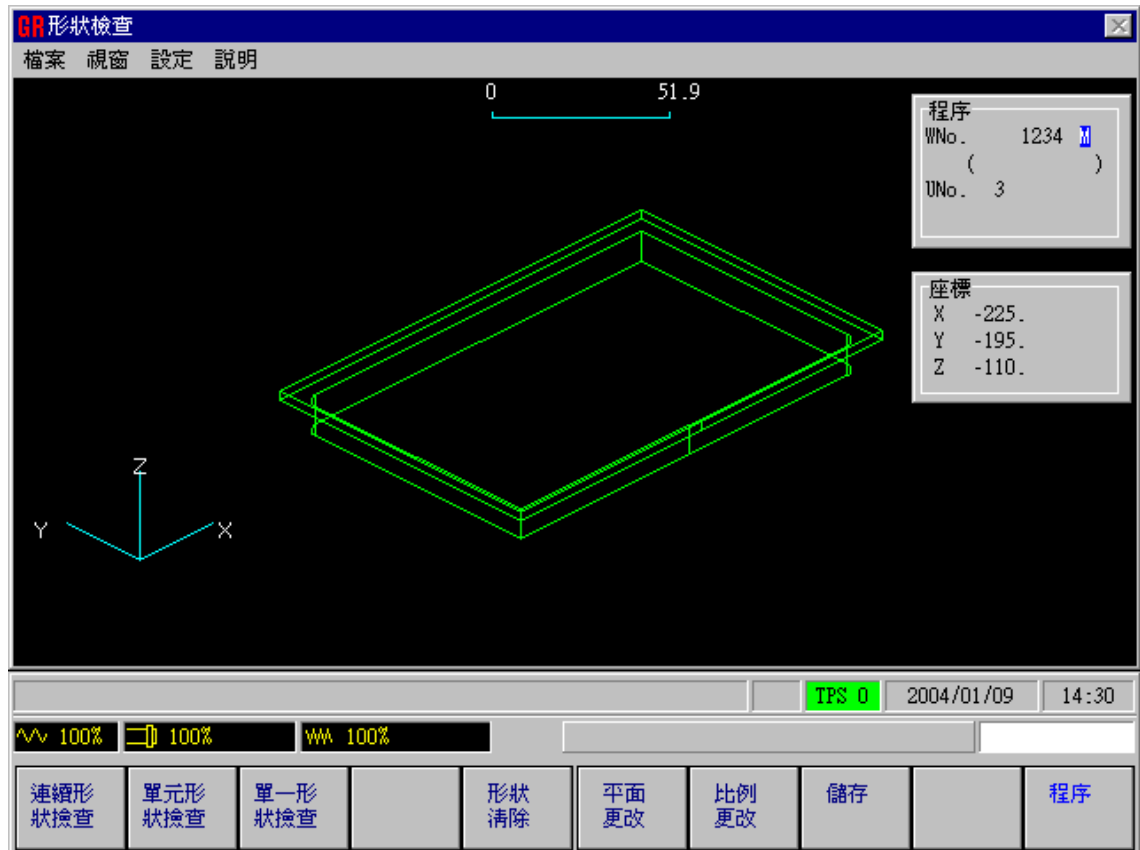 GR 形狀檢查
檔案 視窗 設定 説明
0 51.9
程序
WNo. 1234 M
( )
UNo. 3
座標
X -225.
Y -195.
Z -110.
Z
Y X
TPS 0 2004/01/09 14:30
100% 100% 100%
連續形 單元形 單一形 形狀 平面 比例 儲存 程序
狀檢查 狀檢查 狀檢查 清除 更改 更改